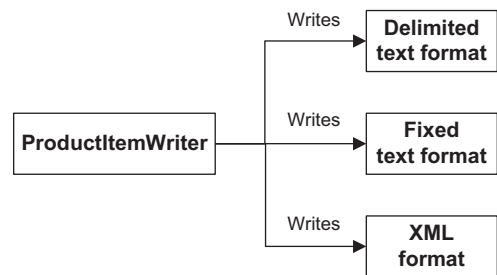 Writes
Delimited
text format
ProductItemWriter
Writes
Fixed
text format
Writes
XML
format